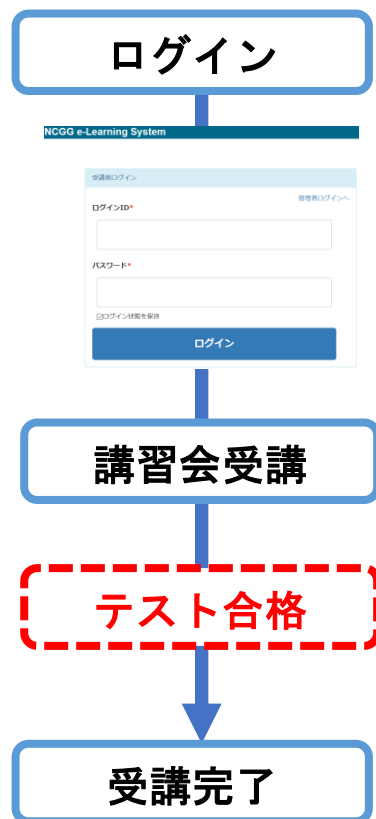 ログイン
NCGG e-Learning System
受講者ログイン
管理者ログインへ
ログインID*
パスワード*
ログイン状態を保持
ログイン
講習会受講
テスト合格
受講完了